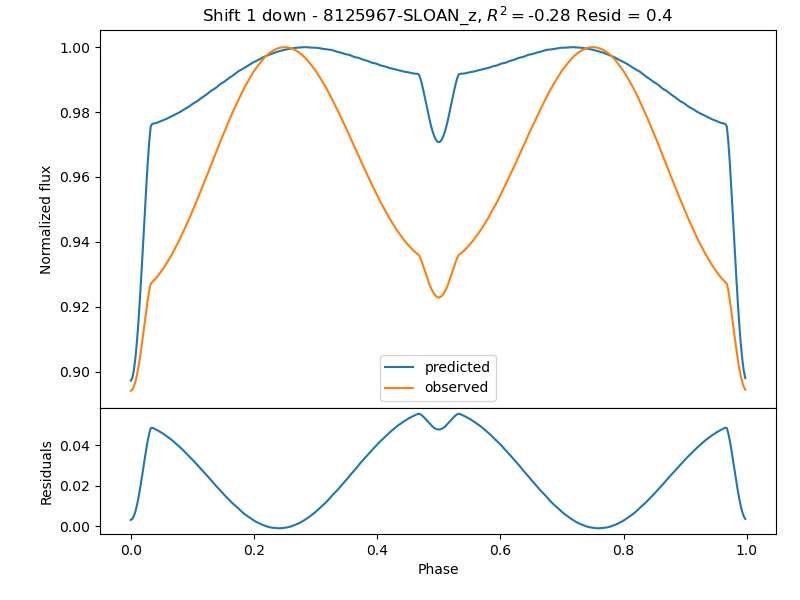 Shift 1 down - 8125967-SLOAN_z, $R^2 = $-0.28 Resid = 0.4
1.00
0.98
0.96
0.94
0.92
0.90
Normalized flux
predicted
observed
0.04
0.02
0.00
Residuals
0.0 0.2 0.4 0.6 0.8 1.0
Phase